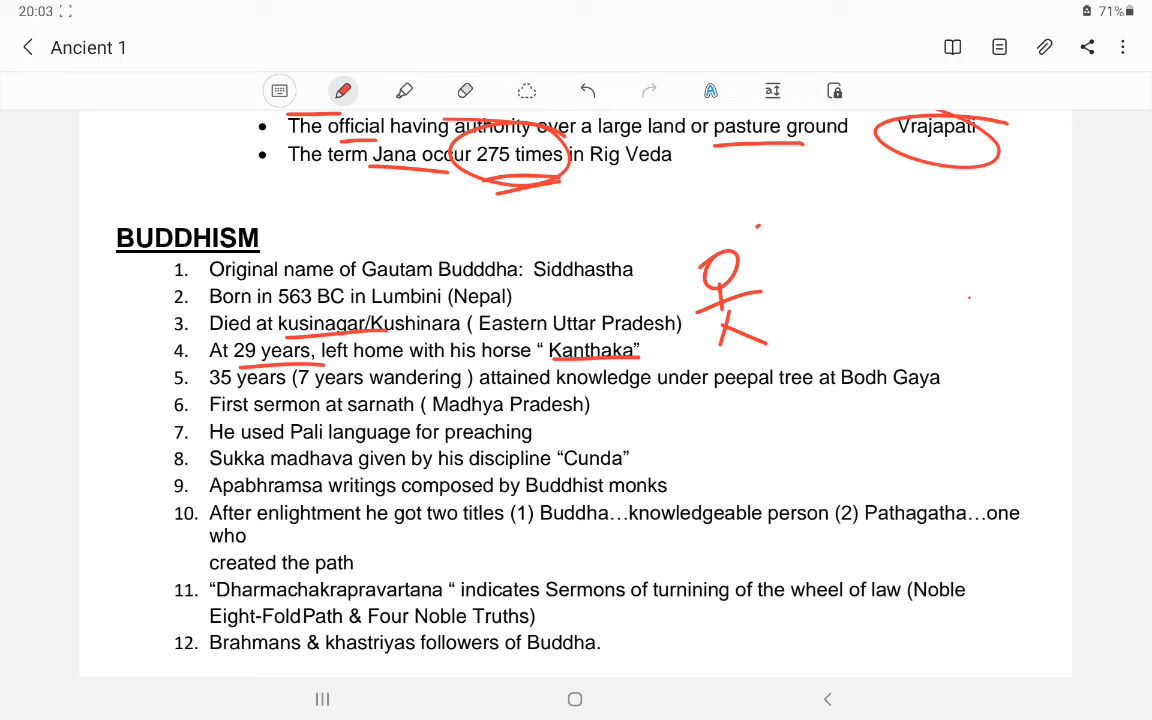 20:03
71%
Ancient 1
The official having authority over a large land or pasture ground Vrajapati
The term Jana occur 275 times in Rig Veda
BUDDHISM
1. Original name of Gautam Budddha: Siddhastha
2. Born in 563 BC in Lumbini (Nepal)
3. Died at kusinagar/Kushinara ( Eastern Uttar Pradesh)
4. At 29 years, left home with his horse “ Kanthaka”
5. 35 years (7 years wandering ) attained knowledge under peepal tree at Bodh Gaya
6. First sermon at sarnath ( Madhya Pradesh)
7. He used Pali language for preaching
8. Sukka madhava given by his discipline “Cunda”
9. Apabhramsa writings composed by Buddhist monks
10. After enlightment he got two titles (1) Buddha…knowledgeable person (2) Pathagatha…one
who
created the path
11. “Dharmachakrapravartana “ indicates Sermons of turnining of the wheel of law (Noble
Eight-FoldPath & Four Noble Truths)
12. Brahmans & khastriyas followers of Buddha.